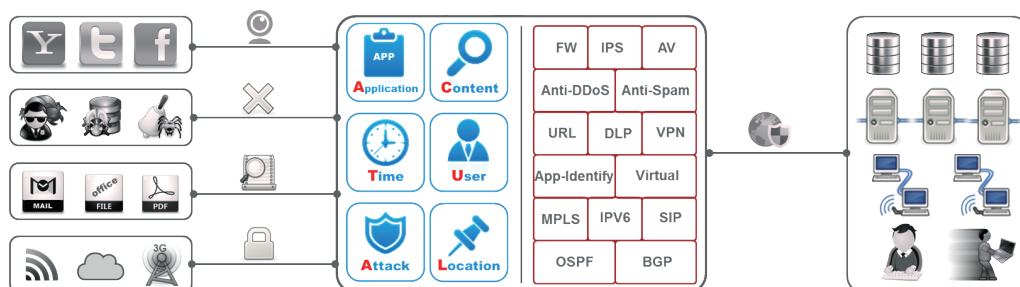 Y t f
MAIL office FILE PDF
3G
APP
Application Content
Time User
Attack Location
FW IPS AV
Anti-DDoS Anti-Spam
URL DLP VPN
App-Identify Virtual
MPLS IPV6 SIP
OSPF BGP